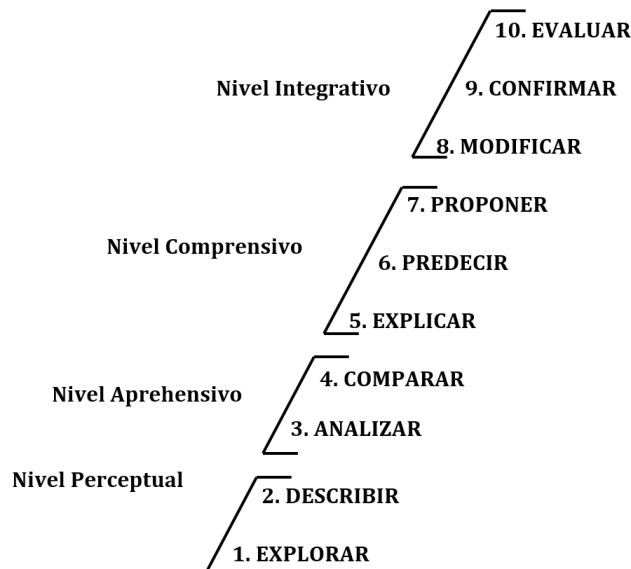 10. EVALUAR
Nivel Integrativo
9. CONFIRMAR
8. MODIFICAR
7. PROPONER
Nivel Comprensivo
6. PREDECIR
5. EXPLICAR
4. COMPARAR
Nivel Aprehensivo
3. ANALIZAR
Nivel Perceptual
2. DESCRIBIR
1. EXPLORAR